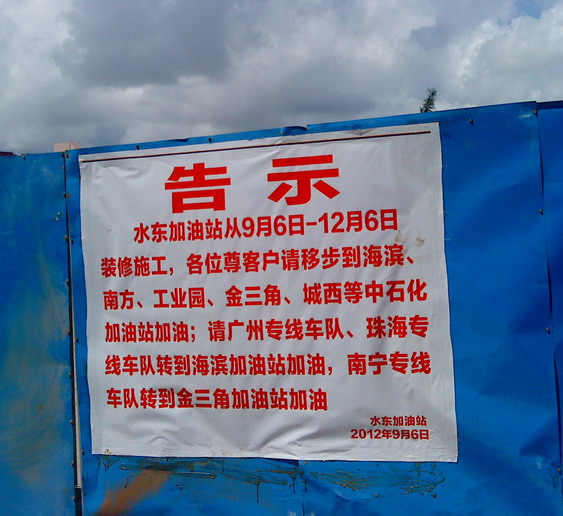 告示
水东加油站从9月6日-12月6日
装修施工，各位尊客户请移步到海滨、
南方、工业园、金三角、城西等中石化
加油站加油；请广州专线车队、珠海专
线车队转到海滨加油站加油，南宁专线
车队转到金三角加油站加油
水东加油站
2012年9月6日